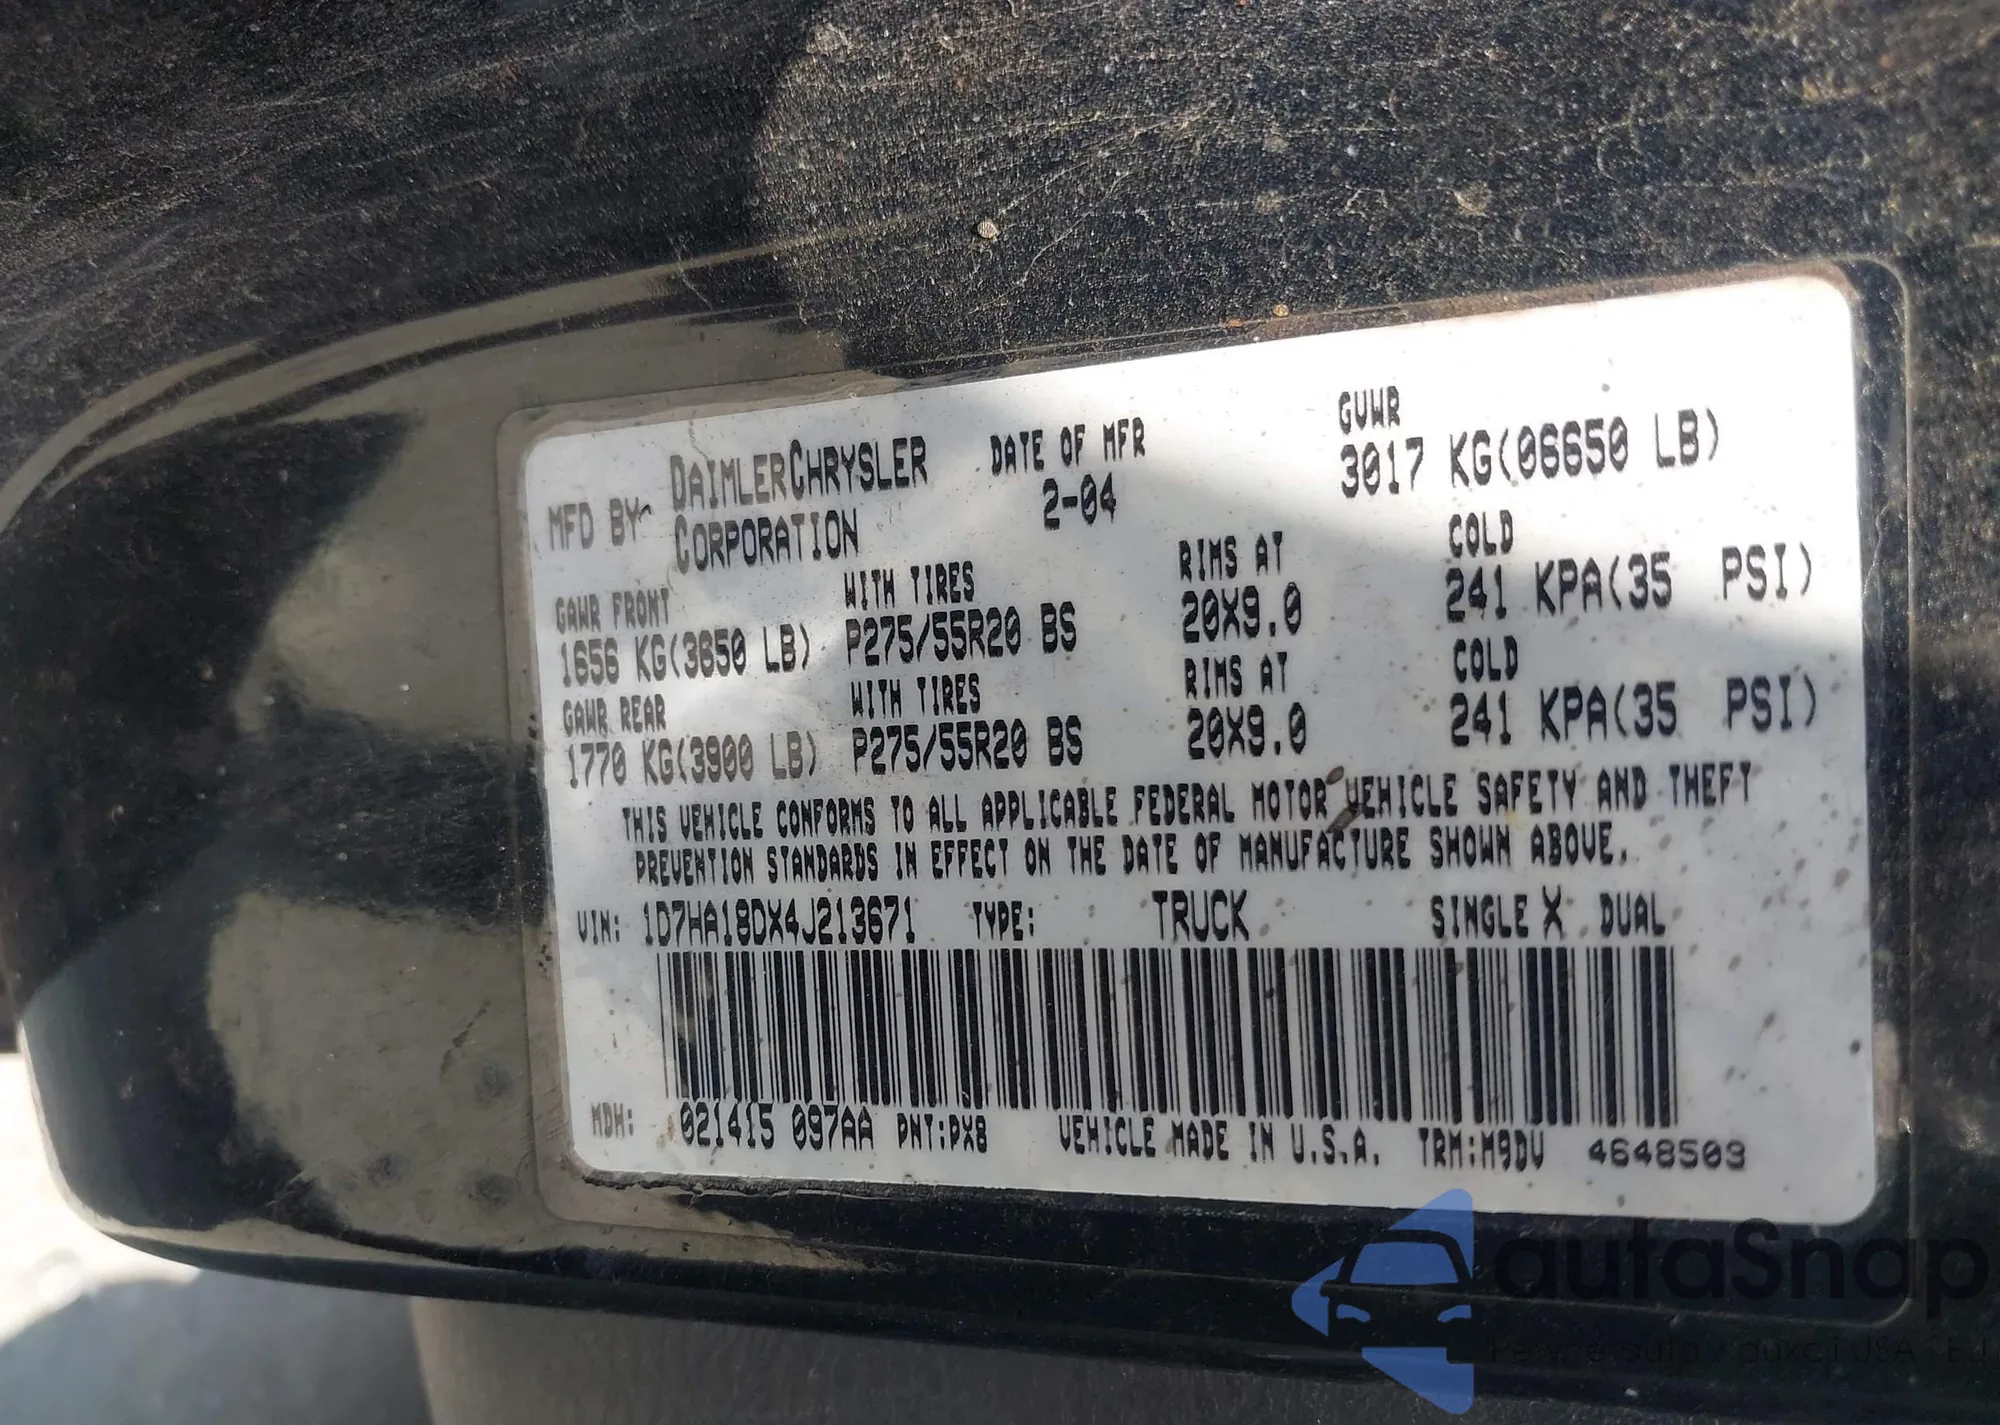 MFD BY DAIMLERCHRYSLER CORPORATION
DATE OF MFR
2-04
GVWR
3017 KG(06650 LB)
GAWR FRONT WITH TIRES RIMS AT COLD
1656 KG(3650 LB) P275/55R20 BS 20X9.0 241 KPA(35 PSI)
GAWR REAR WITH TIRES RIMS AT COLD
1770 KG(3900 LB) P275/55R20 BS 20X9.0 241 KPA(35 PSI)
THIS VEHICLE CONFORMS TO ALL APPLICABLE FEDERAL MOTOR VEHICLE SAFETY AND THEFT
PREVENTION STANDARDS IN EFFECT ON THE DATE OF MANUFACTURE SHOWN ABOVE.
VIN: 1D7HA18DX4J213671 TYPE: TRUCK SINGLE X DUAL
MDH: 021415 097AA PNT:PX8 VEHICLE MADE IN U.S.A. TRM:M9DV 4648503
autaSnap